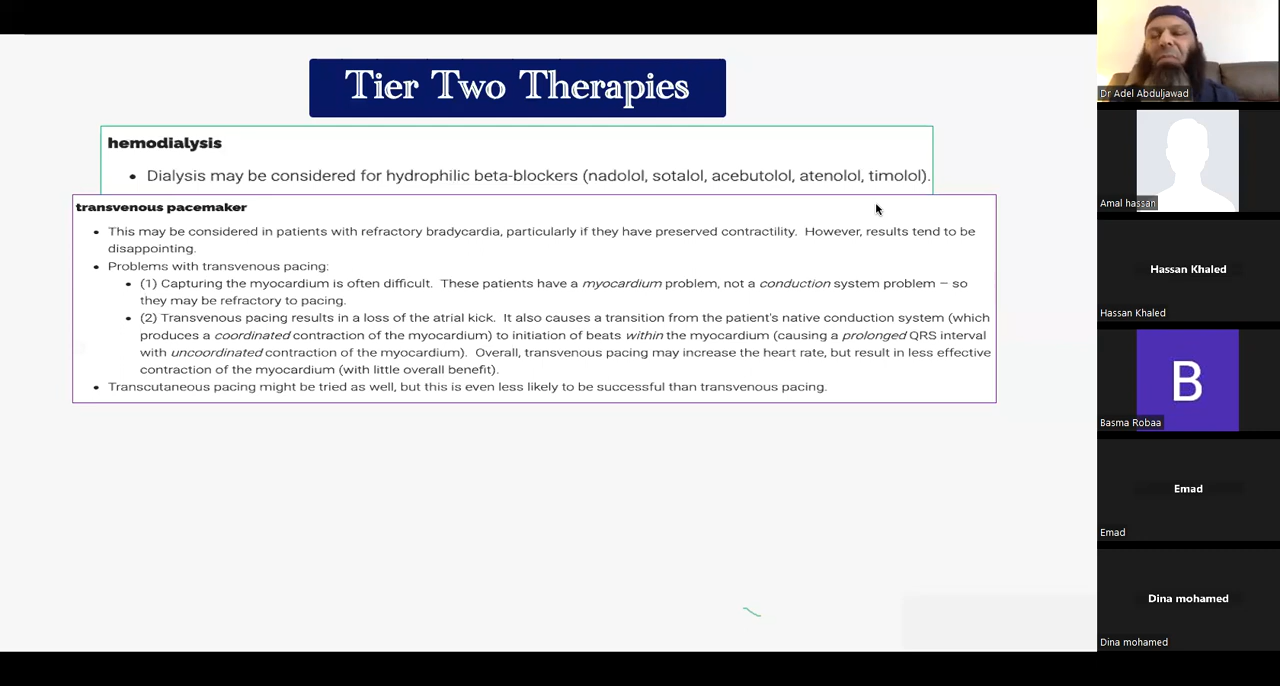 Tier Two Therapies
hemodialysis
• Dialysis may be considered for hydrophilic beta-blockers (nadolol, sotalol, acebutolol, atenolol, timolol).
transvenous pacemaker
• This may be considered in patients with refractory bradycardia, particularly if they have preserved contractility.  However, results tend to be
disappointing.
• Problems with transvenous pacing:
• (1) Capturing the myocardium is often difficult.  These patients have a myocardium problem, not a conduction system problem – so
they may be refractory to pacing.
• (2) Transvenous pacing results in a loss of the atrial kick.  It also causes a transition from the patient's native conduction system (which
produces a coordinated contraction of the myocardium) to initiation of beats within the myocardium (causing a prolonged QRS interval
with uncoordinated contraction of the myocardium).  Overall, transvenous pacing may increase the heart rate, but result in less effective
contraction of the myocardium (with little overall benefit).
• Transcutaneous pacing might be tried as well, but this is even less likely to be successful than transvenous pacing.
Dr Adel Abduljawad
Amal hassan
Hassan Khaled
Hassan Khaled
B
Basma Robaa
Emad
Emad
Dina mohamed
Dina mohamed